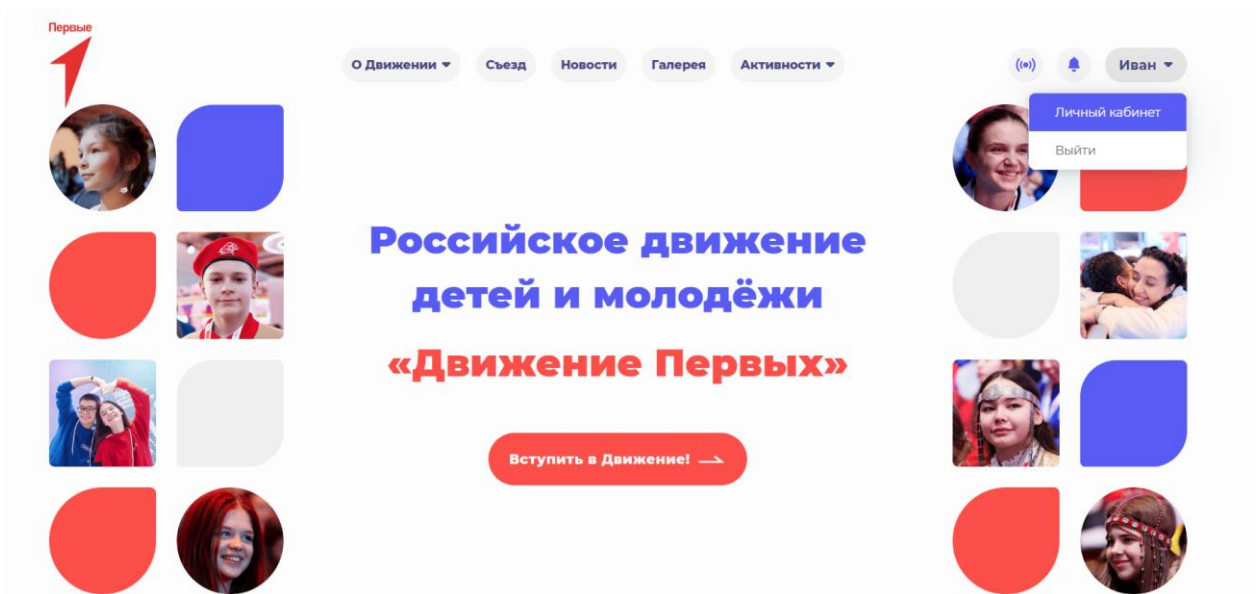 Первые
О Движении
Съезд
Новости
Галерея
Активности
Иван
Личный кабинет
Выйти
Российское движение
детей и молодёжи
«Движение Первых»
Вступить в Движение!